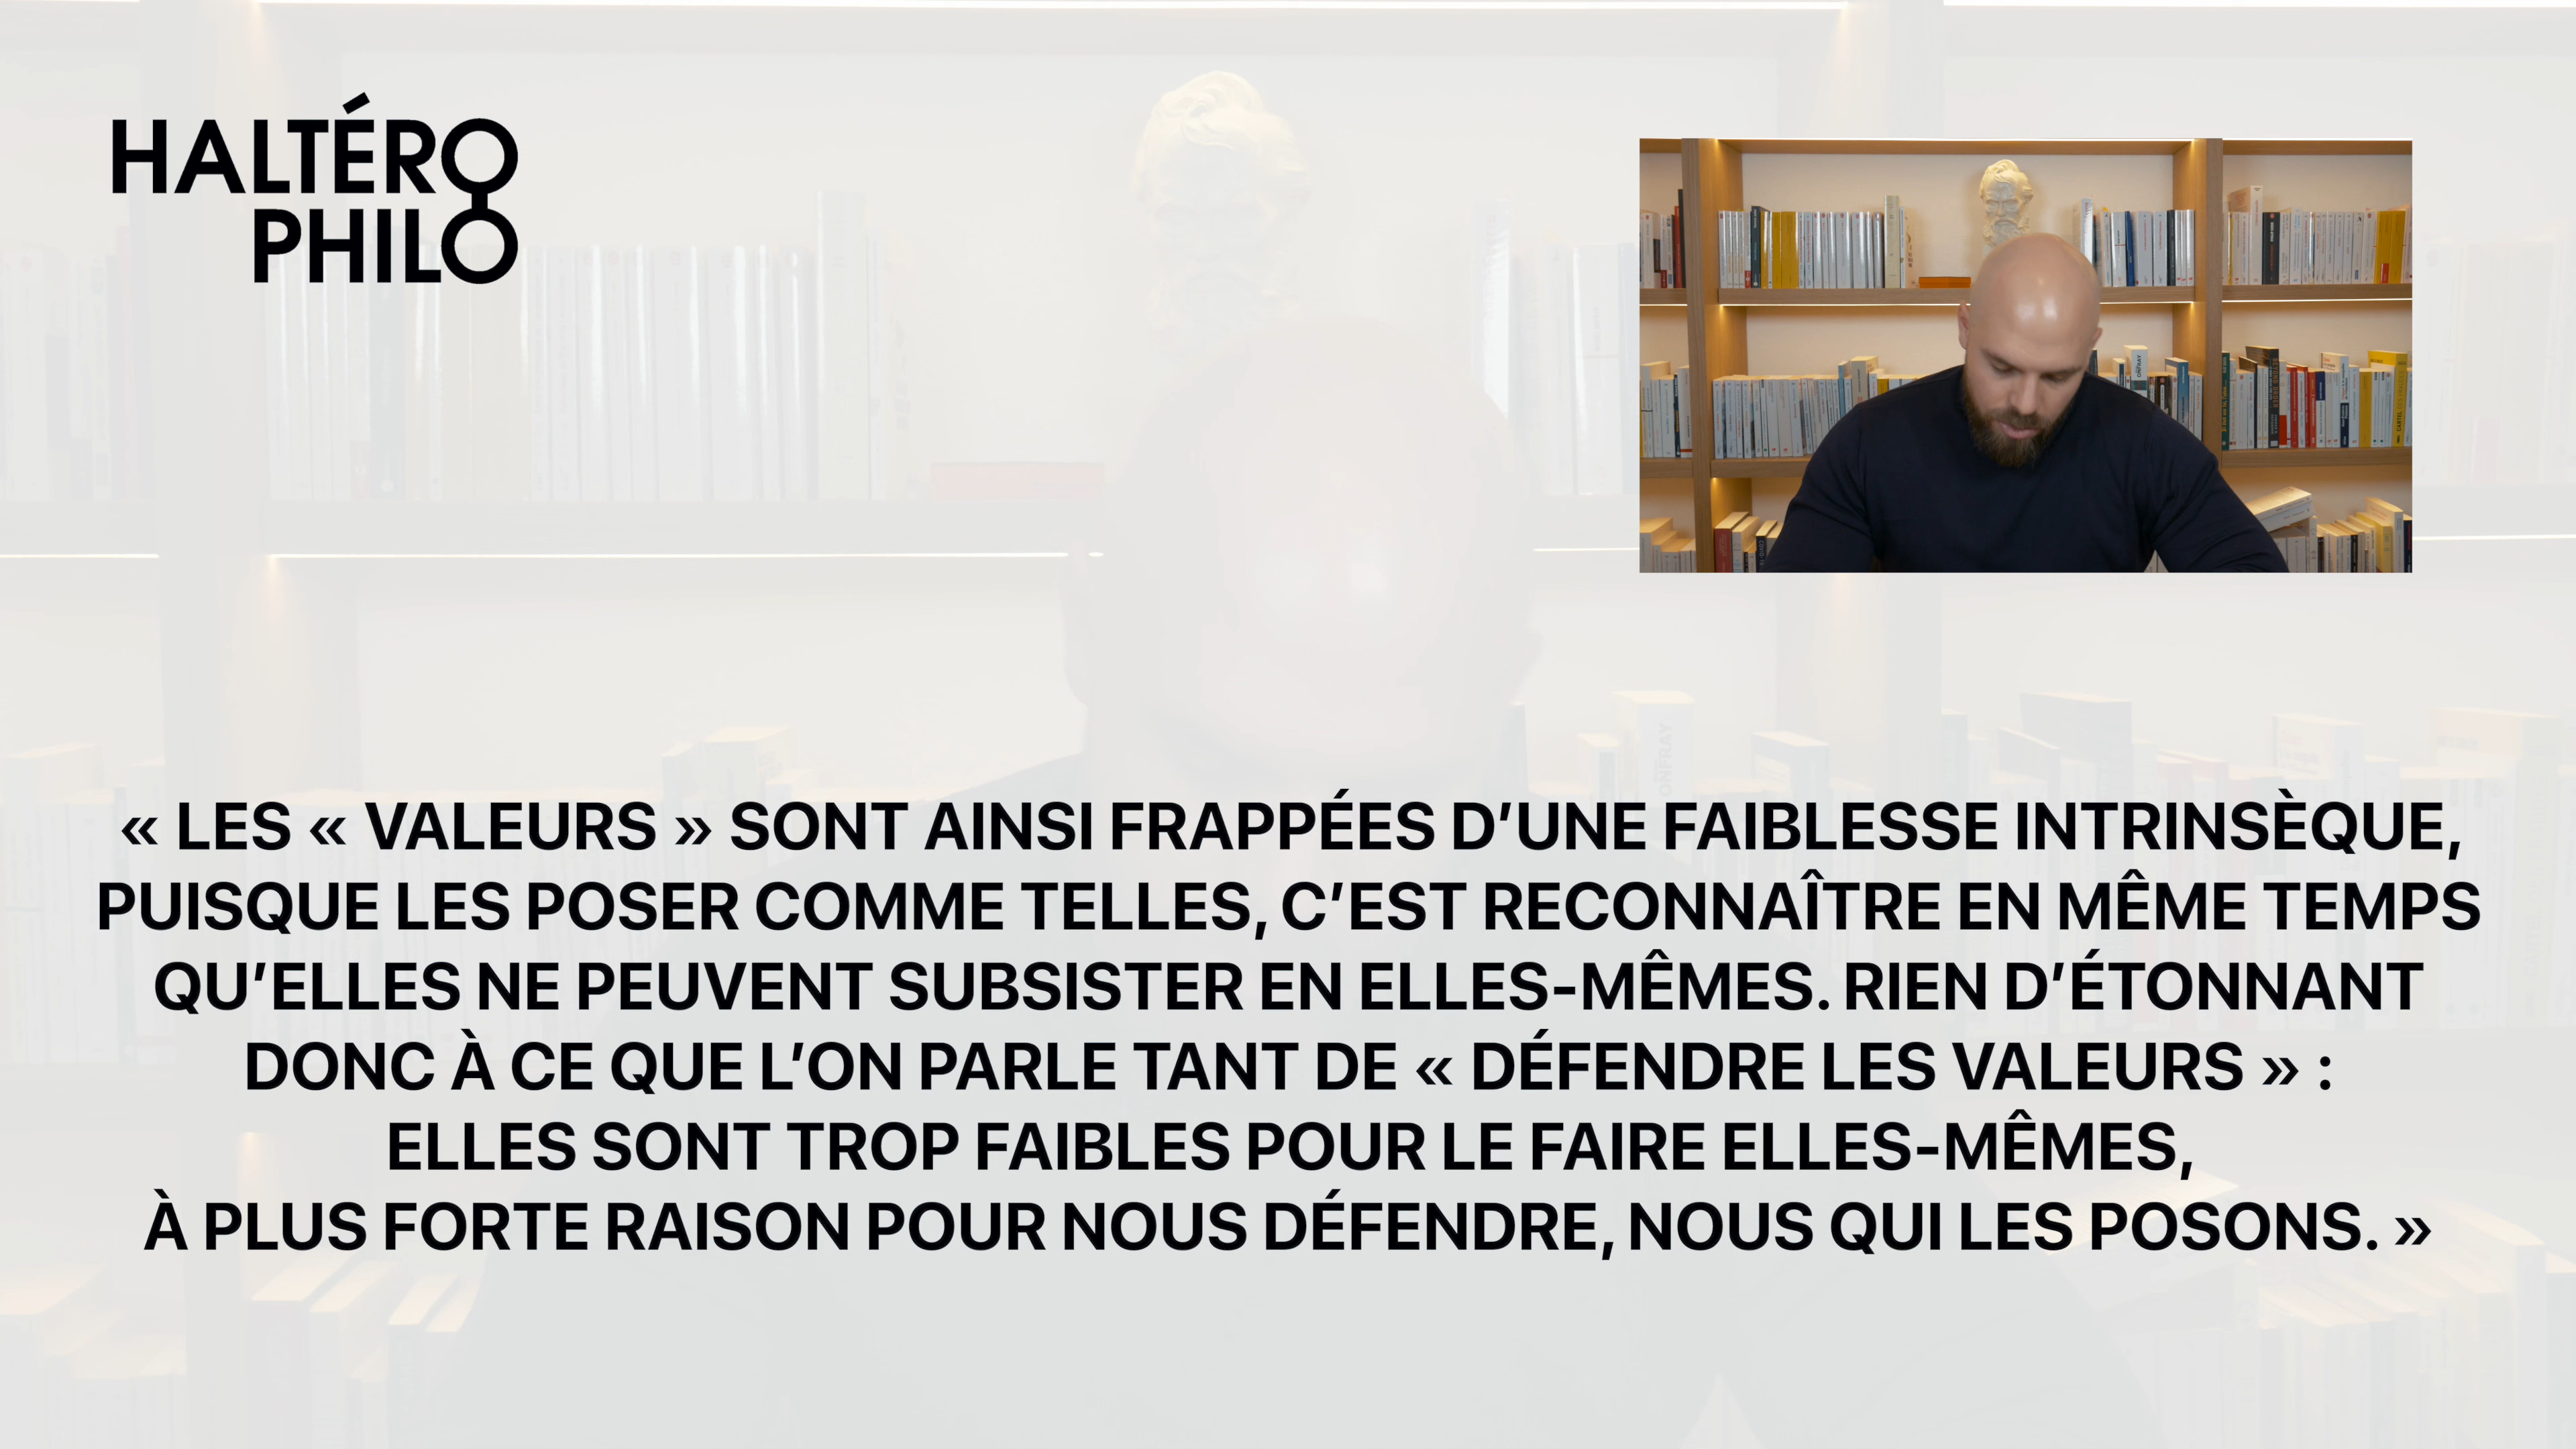 HALTÉRO
PHILO
ONFRAY
« LES « VALEURS » SONT AINSI FRAPPÉES D’UNE FAIBLESSE INTRINSÈQUE,
PUISQUE LES POSER COMME TELLES, C’EST RECONNAÎTRE EN MÊME TEMPS
QU’ELLES NE PEUVENT SUBSISTER EN ELLES-MÊMES. RIEN D’ÉTONNANT
DONC À CE QUE L’ON PARLE TANT DE « DÉFENDRE LES VALEURS » :
ELLES SONT TROP FAIBLES POUR LE FAIRE ELLES-MÊMES,
À PLUS FORTE RAISON POUR NOUS DÉFENDRE, NOUS QUI LES POSONS. »